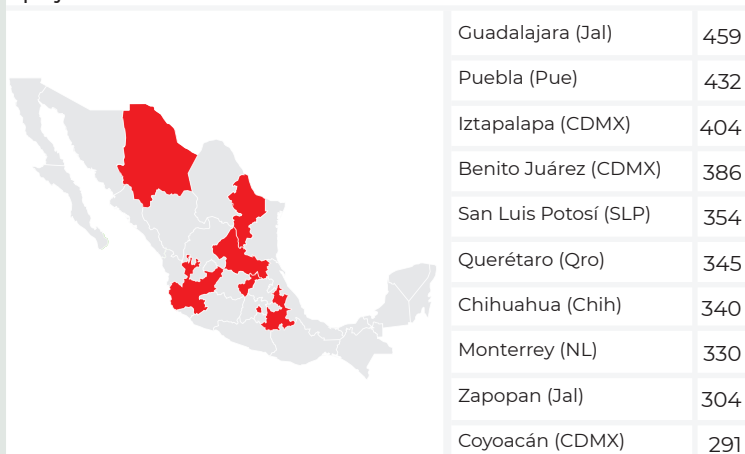 Guadalajara (Jal) 459
Puebla (Pue) 432
Iztapalapa (CDMX) 404
Benito Juárez (CDMX) 386
San Luis Potosí (SLP) 354
Querétaro (Qro) 345
Chihuahua (Chih) 340
Monterrey (NL) 330
Zapopan (Jal) 304
Coyoacán (CDMX) 291